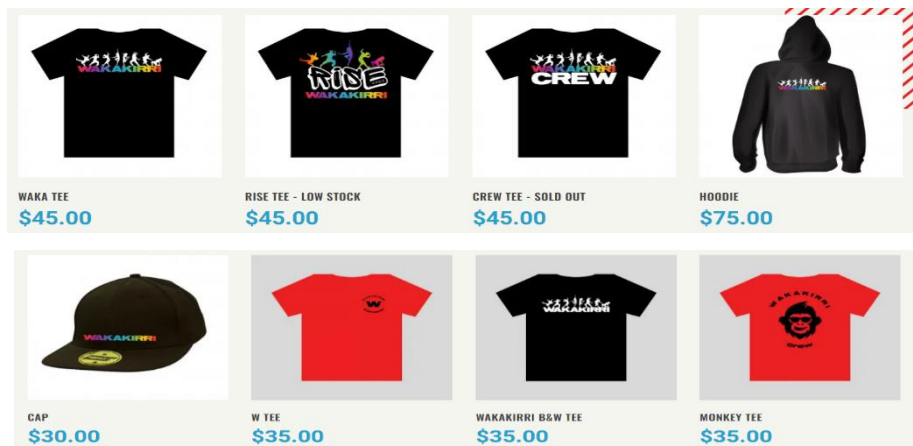 WAKAKIRRI
RISE
WAKAKIRRI
WAKAKIRRI
CREW
WAKAKIRRI
WAKA TEE
RISE TEE - LOW STOCK
CREW TEE - SOLD OUT
HOODIE
$45.00
$45.00
$45.00
$75.00
WAKAKIRRI
W
WAKAKIRRI
WAKAKIRRI
crew
CAP
W TEE
WAKAKIRRI B&W TEE
MONKEY TEE
$30.00
$35.00
$35.00
$35.00